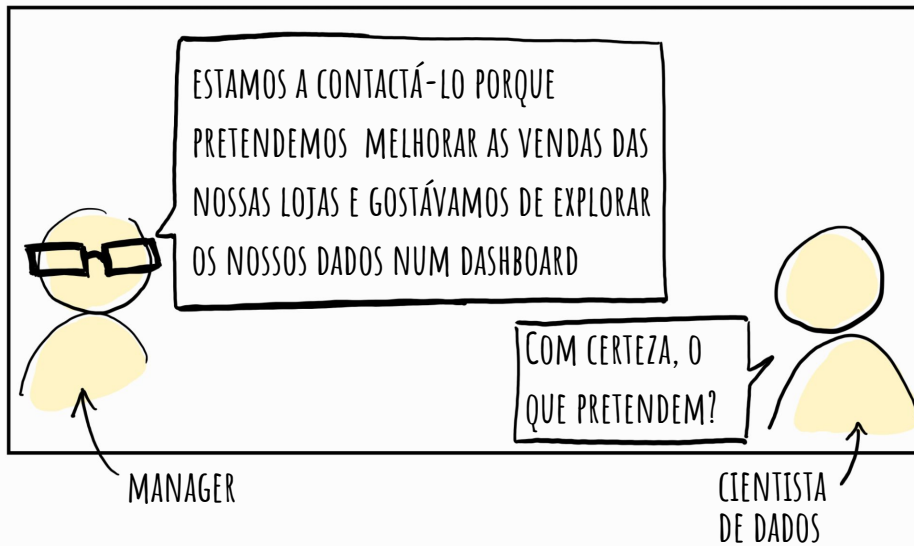 ESTAMOS A CONTACTÁ-LO PORQUE
PRETENDEMOS MELHORAR AS VENDAS DAS
NOSSAS LOJAS E GOSTÁVAMOS DE EXPLORAR
OS NOSSOS DADOS NUM DASHBOARD
COM CERTEZA, O
QUE PRETENDEM?
MANAGER
CIENTISTA
DE DADOS